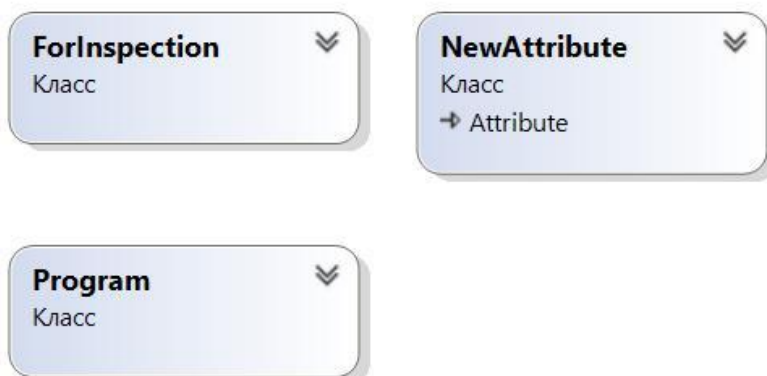 ForInspection
Класс
NewAttribute
Класс
Attribute
Program
Класс